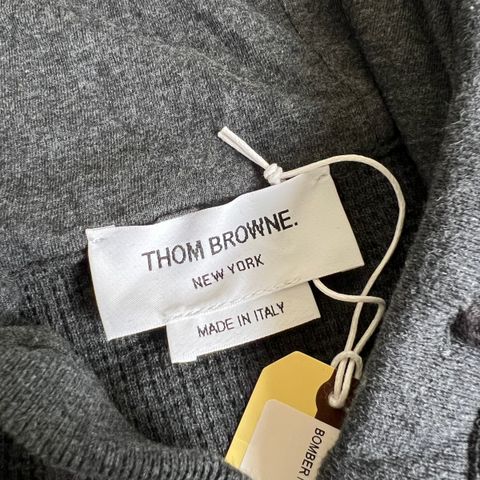 THOM BROWNE.
NEW YORK
MADE IN ITALY
BOMBER